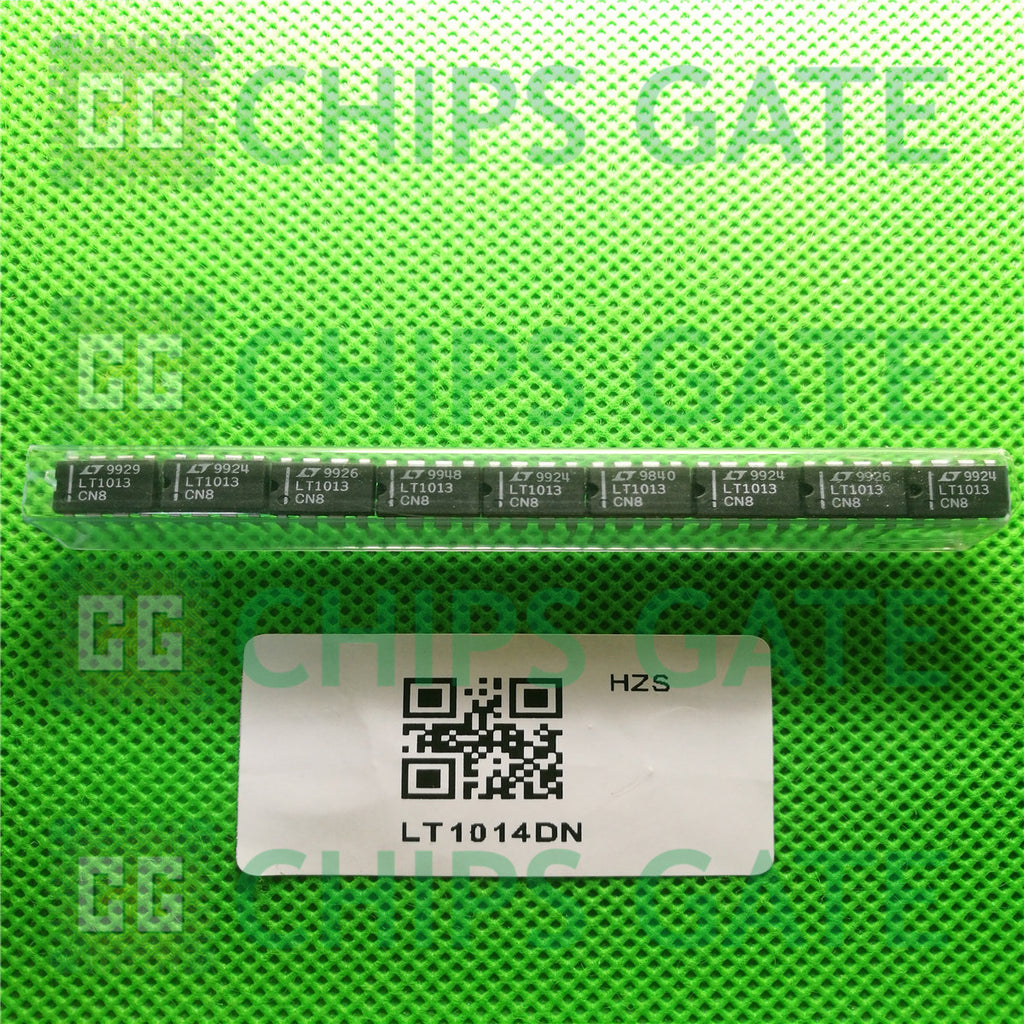 CG CHIPS GATE
CG CHIPS GATE
LT 9929
LT1013
CN8
LT 9924
LT1013
CN8
LT 9926
LT1013
CN8
LT 9948
LT1013
CN8
LT 9924
LT1013
CN8
LT 9840
LT1013
CN8
LT 9924
LT1013
CN8
LT 9926
LT1013
CN8
LT 9924
LT1013
CN8
CG CHIPS GATE
HZS
LT1014DN
CG CHIPS GATE